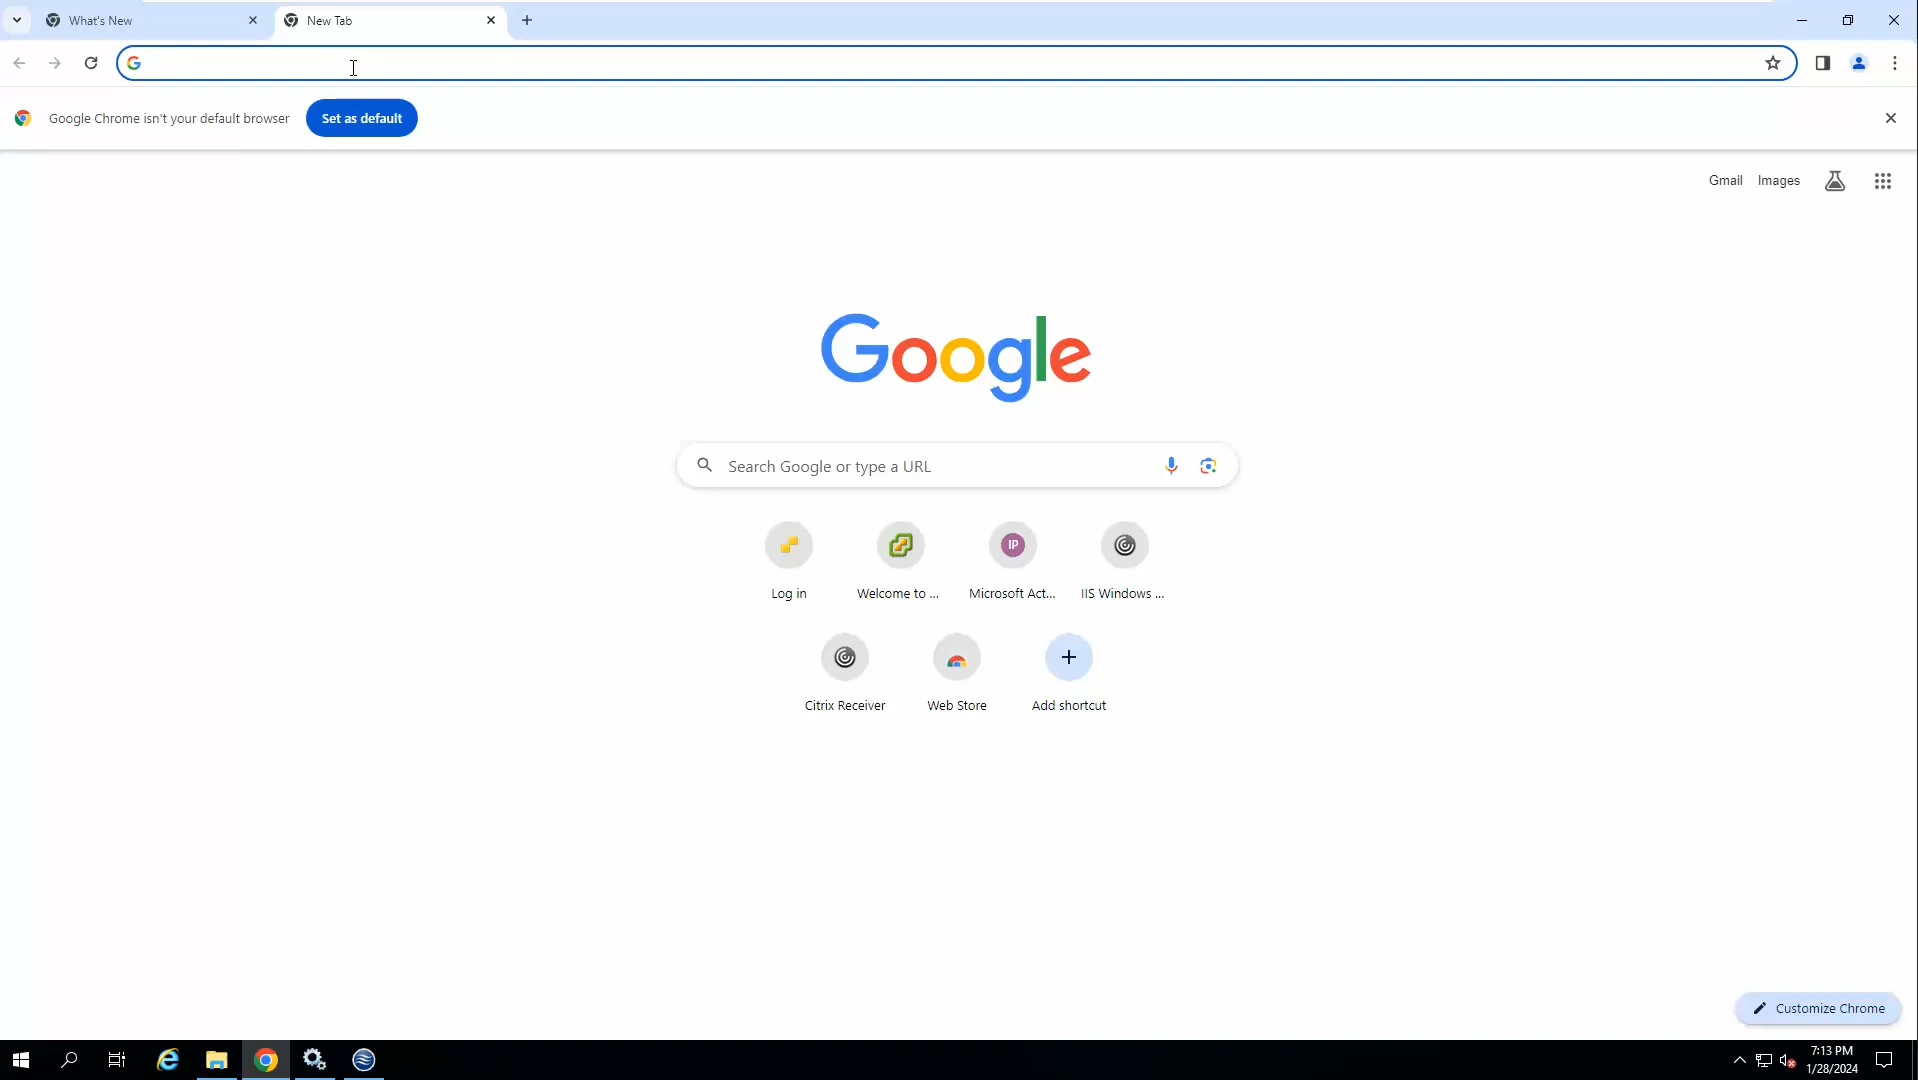 What's New
New Tab
Google Chrome isn't your default browser
Set as default
Gmail
Images
Google
Search Google or type a URL
IP
Log in
Welcome to ...
Microsoft Act...
IIS Windows ...
Citrix Receiver
Web Store
Add shortcut
Customize Chrome
7:13 PM
1/28/2024